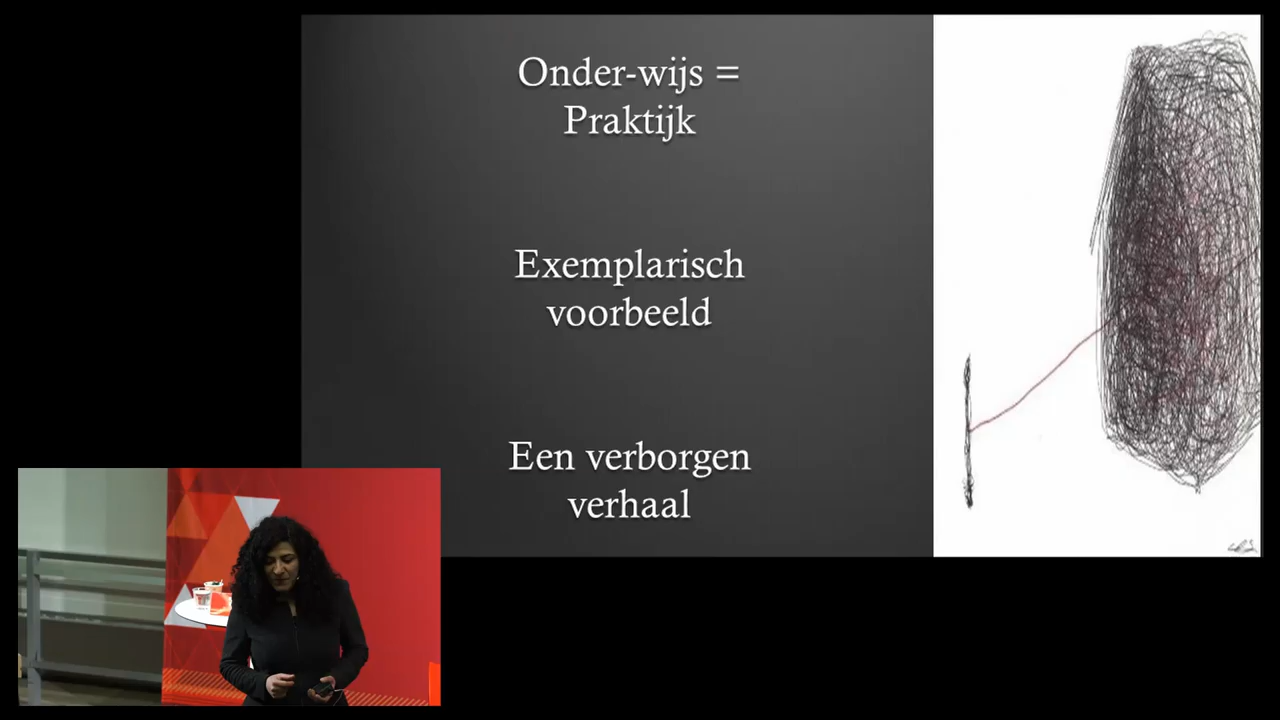 Onder-wijs =
Praktijk
Exemplarisch
voorbeeld
Een verborgen
verhaal